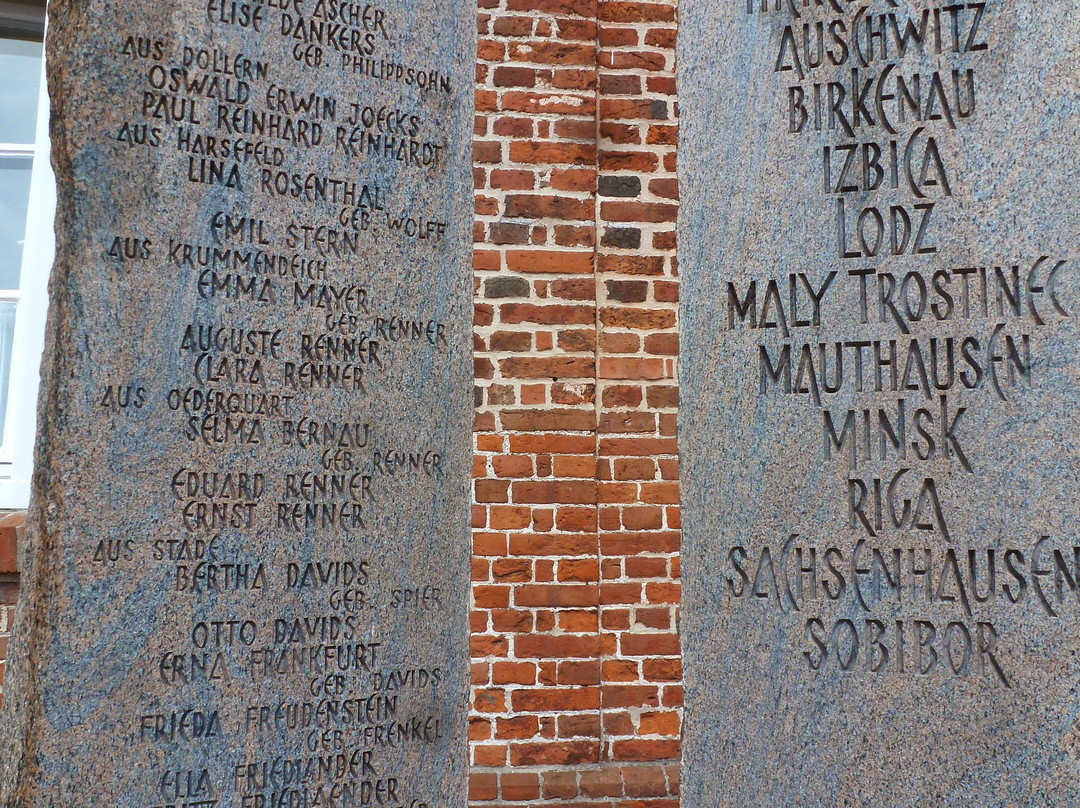 ASCHER
ELISE DANKERS
GEB. PHILIPPSOHN
AUS DOLLERN
OSWALD ERWIN JOECKS
PAUL REINHARD REINHARDT
AUS HARSEFELD
LINA ROSENTHAL
GEB. WOLFF
EMIL STERN
AUS KRUMMENDEICH
EMMA MAYER
GEB. RENNER
AUGUSTE RENNER
CLARA RENNER
AUS OEDERQUART
SELMA BERNAU
GEB. RENNER
EDUARD RENNER
ERNST RENNER
AUS STADE
BERTHA DAVIDS
GEB. SPIER
OTTO DAVIDS
ERNA FRANKFURT
GEB. DAVIDS
FRIEDA FREUDENSTEIN
GEB. FRENKEL
ELLA FRIEDLÄNDER
FRIEDLAENDER
AUSCHWITZ
BIRKENAU
IZBICA
LODZ
MALY TROSTINEC
MAUTHAUSEN
MINSK
RIGA
SACHSENHAUSEN
SOBIBOR